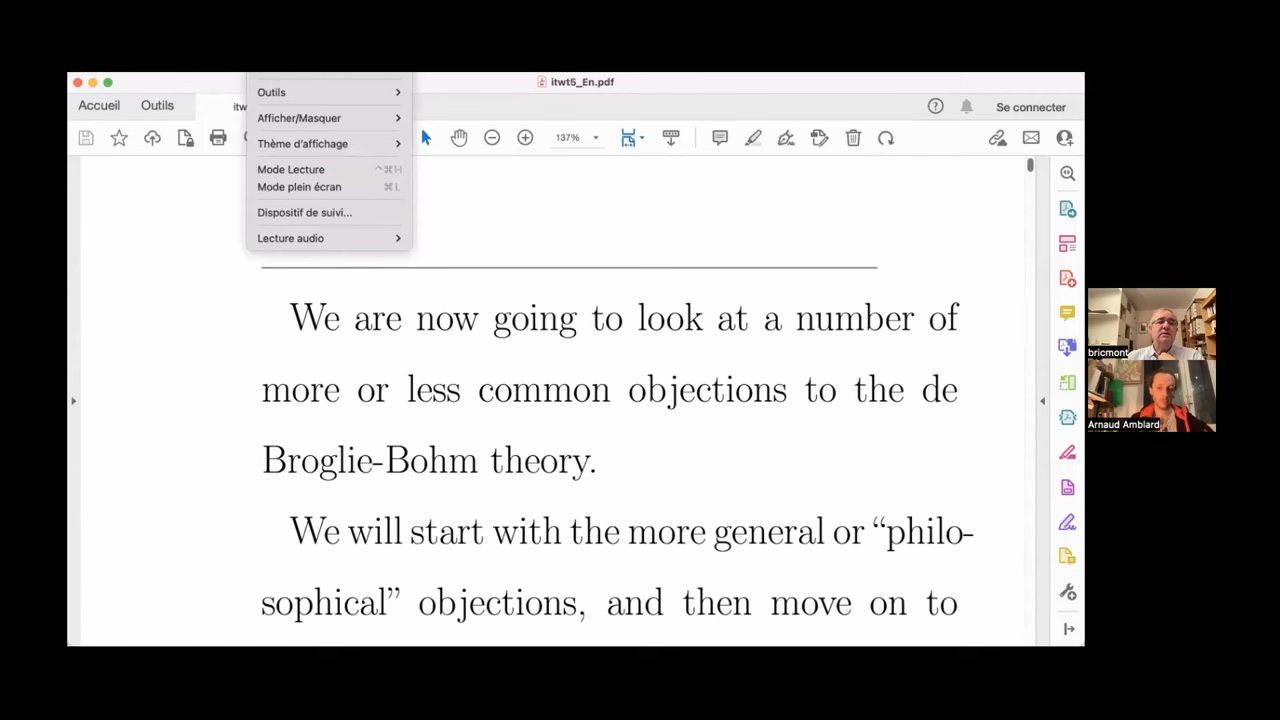 itwt5_En.pdf
Accueil Outils itw Se connecter
137%
Outils
Afficher/Masquer
Thème d'affichage
Mode Lecture ^⌘H
Mode plein écran ⌘L
Dispositif de suivi...
Lecture audio
We are now going to look at a number of
more or less common objections to the de
Broglie-Bohm theory.
We will start with the more general or “philo-
sophical” objections, and then move on to
bricmont
Arnaud Amblard